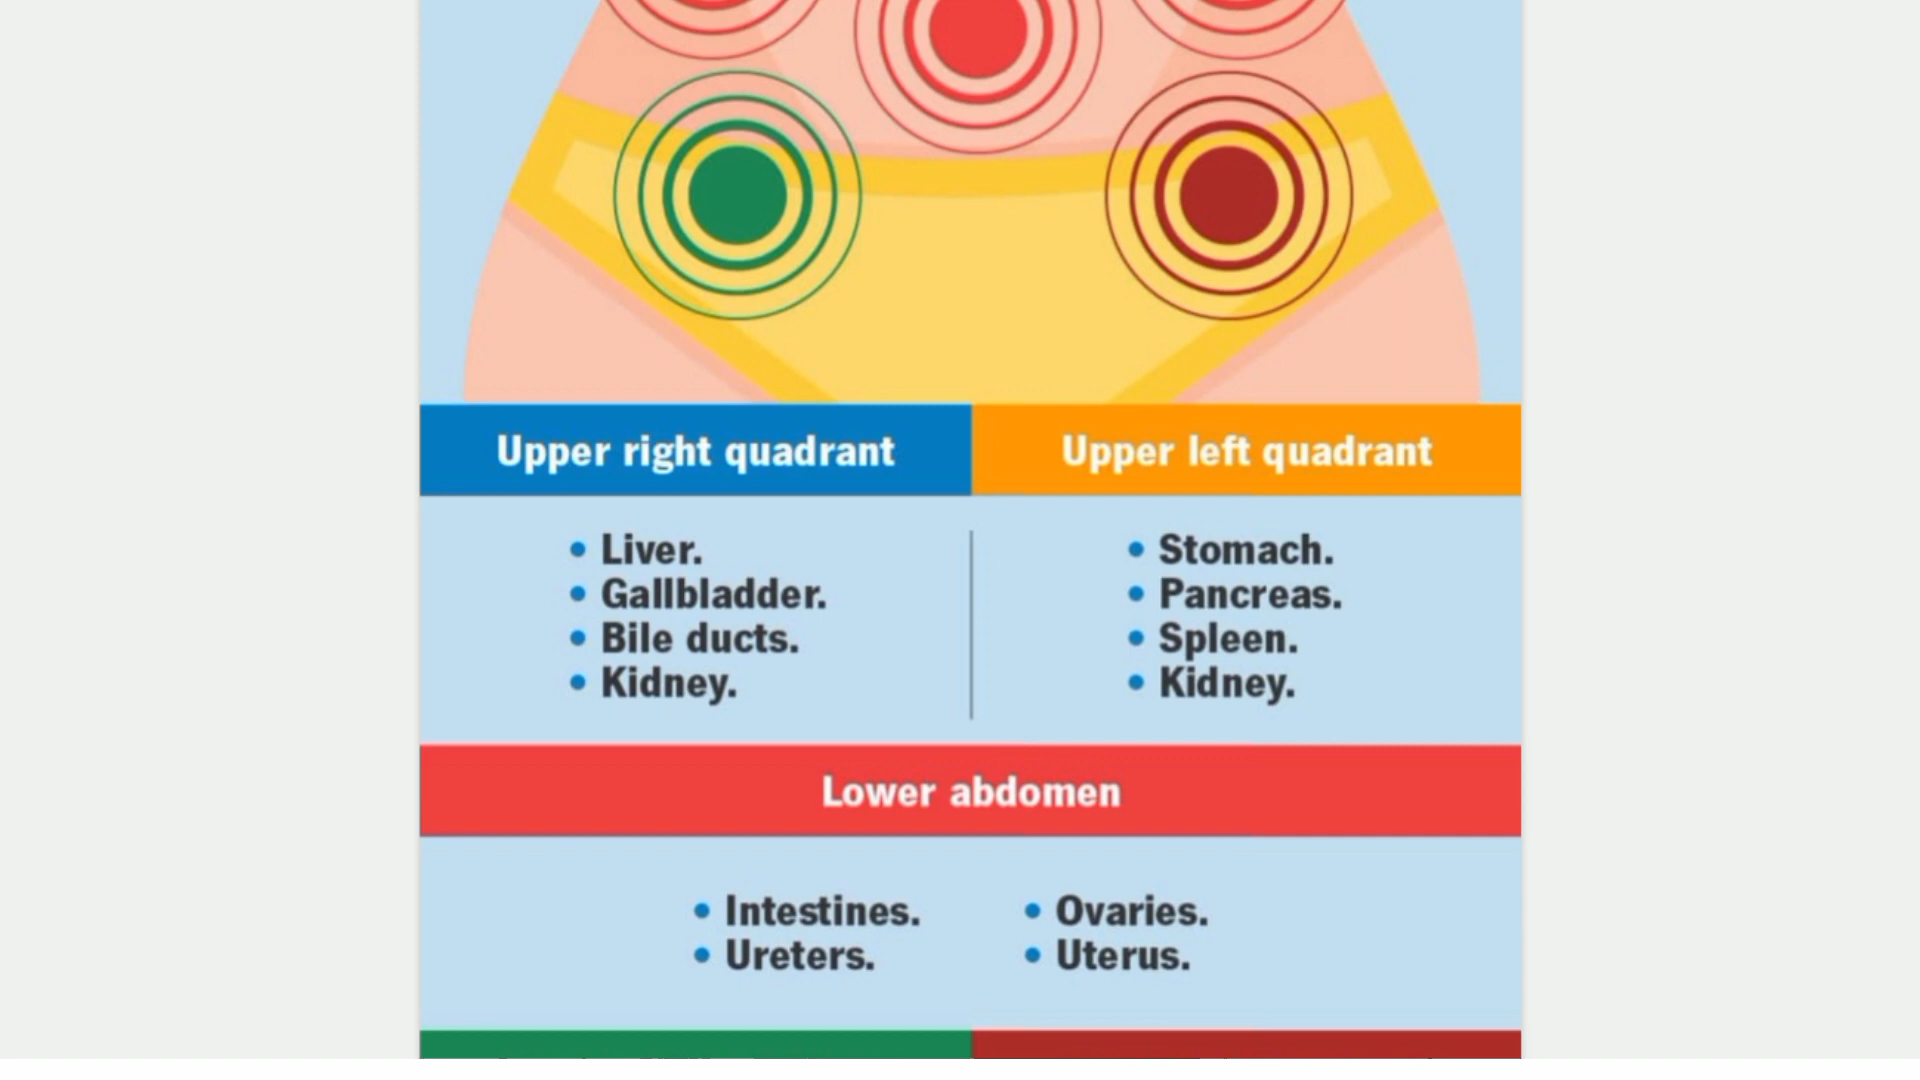 Upper right quadrant
Upper left quadrant
• Liver.
• Gallbladder.
• Bile ducts.
• Kidney.
• Stomach.
• Pancreas.
• Spleen.
• Kidney.
Lower abdomen
• Intestines.
• Ureters.
• Ovaries.
• Uterus.